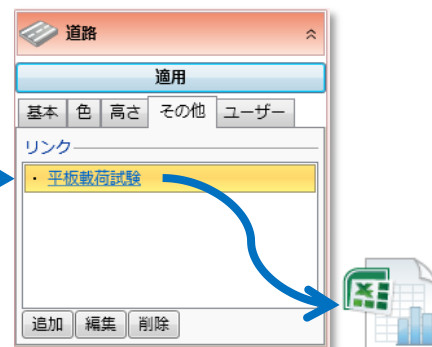 道路
適用
基本 色 高さ その他 ユーザー
リンク
・ 平板載荷試験
追加 編集 削除